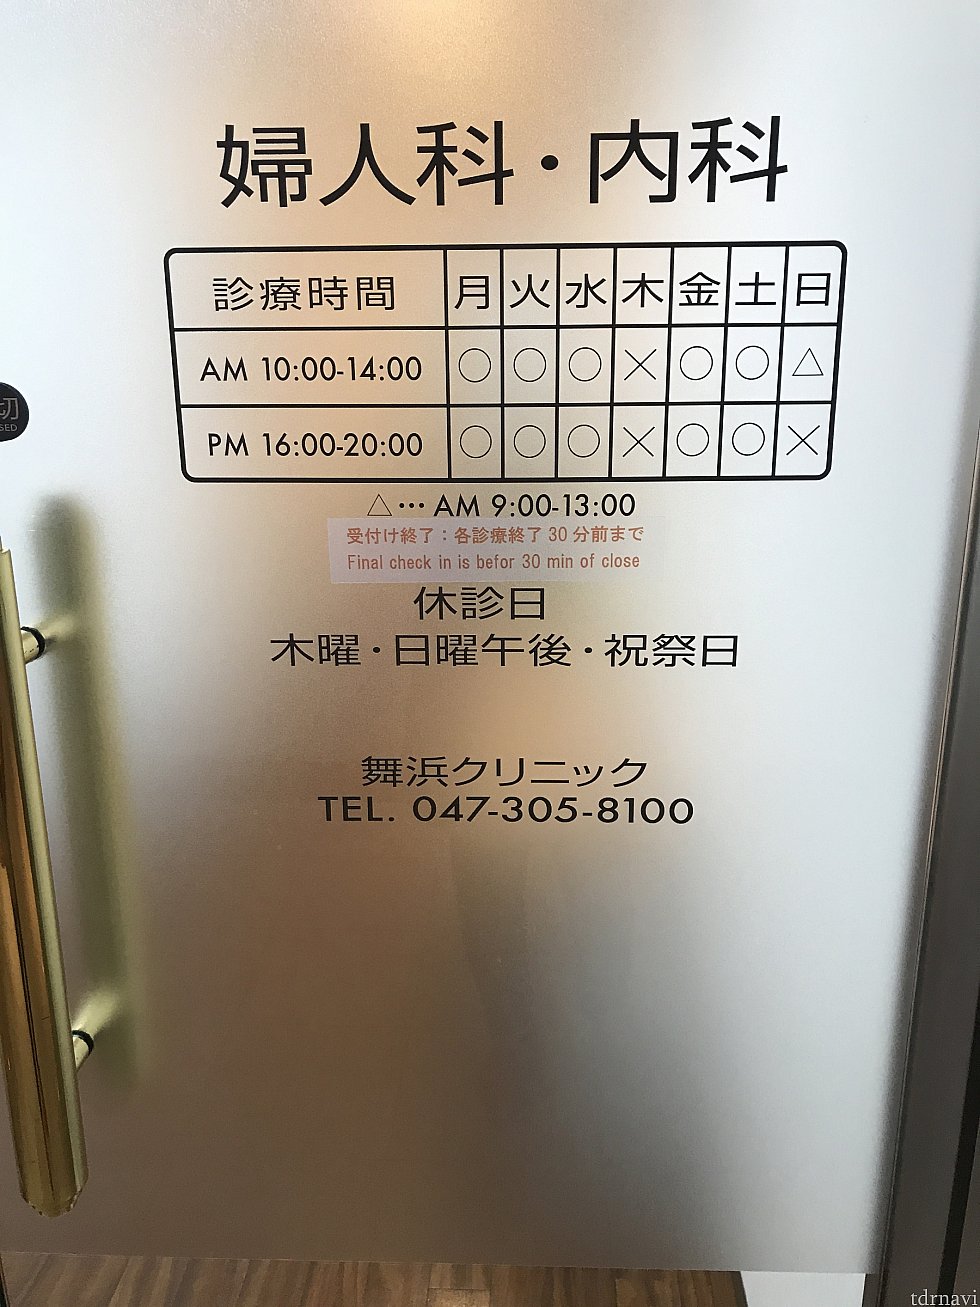 婦人科・内科
診療時間 月 火 水 木 金 土 日
AM 10:00-14:00 ○ ○ ○ × ○ ○ △
PM 16:00-20:00 ○ ○ ○ × ○ ○ ×
△…AM 9:00-13:00
受付け終了：各診療終了 30 分前まで
Final check in is befor 30 min of close
休診日
木曜・日曜午後・祝祭日
舞浜クリニック
TEL. 047-305-8100
切
SED
tdrnavi